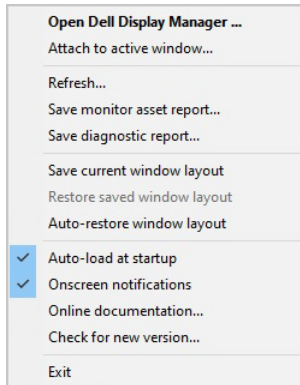 Open Dell Display Manager ...
Attach to active window...
Refresh...
Save monitor asset report...
Save diagnostic report...
Save current window layout
Restore saved window layout
Auto-restore window layout
Auto-load at startup
Onscreen notifications
Online documentation...
Check for new version...
Exit